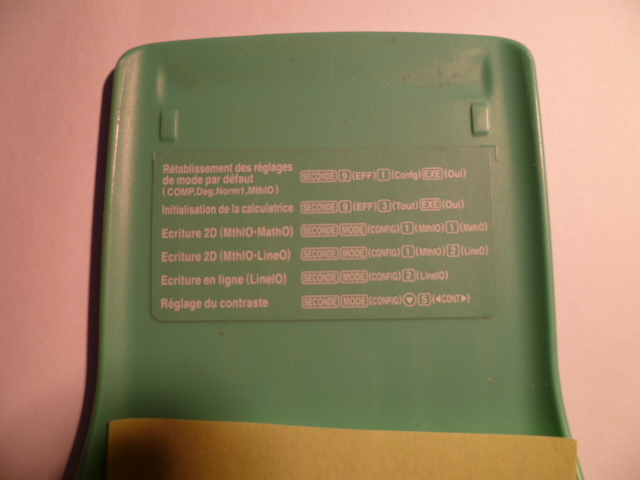 Rétablissement des réglages
de mode par défaut
(COMP,Deg,Norm1,MthIO)
SECONDE 9 (EFF) 1 (Confg) EXE (Oui)
Initialisation de la calculatrice SECONDE 9 (EFF) 3 (Tout) EXE (Oui)
Ecriture 2D (MthIO-MathO) SECONDE MODE (CONFIG) 1 (MthIO) 1 (MathO)
Ecriture 2D (MthIO-LineO) SECONDE MODE (CONFIG) 1 (MthIO) 2 (LineO)
Ecriture en ligne (LineIO) SECONDE MODE (CONFIG) 2 (LineIO)
Réglage du contraste SECONDE MODE (CONFIG) ▼ 5 (◀CONT▶)